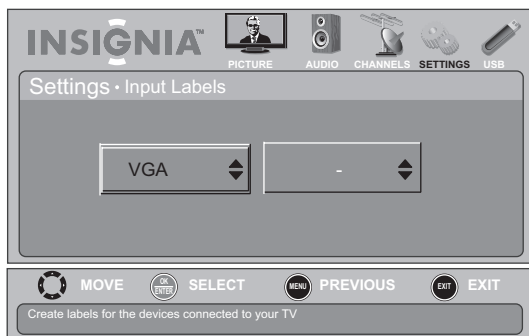 INSIGNIA™
PICTURE AUDIO CHANNELS SETTINGS USB
Settings · Input Labels
VGA -
MOVE OK ENTER SELECT MENU PREVIOUS EXIT EXIT
Create labels for the devices connected to your TV